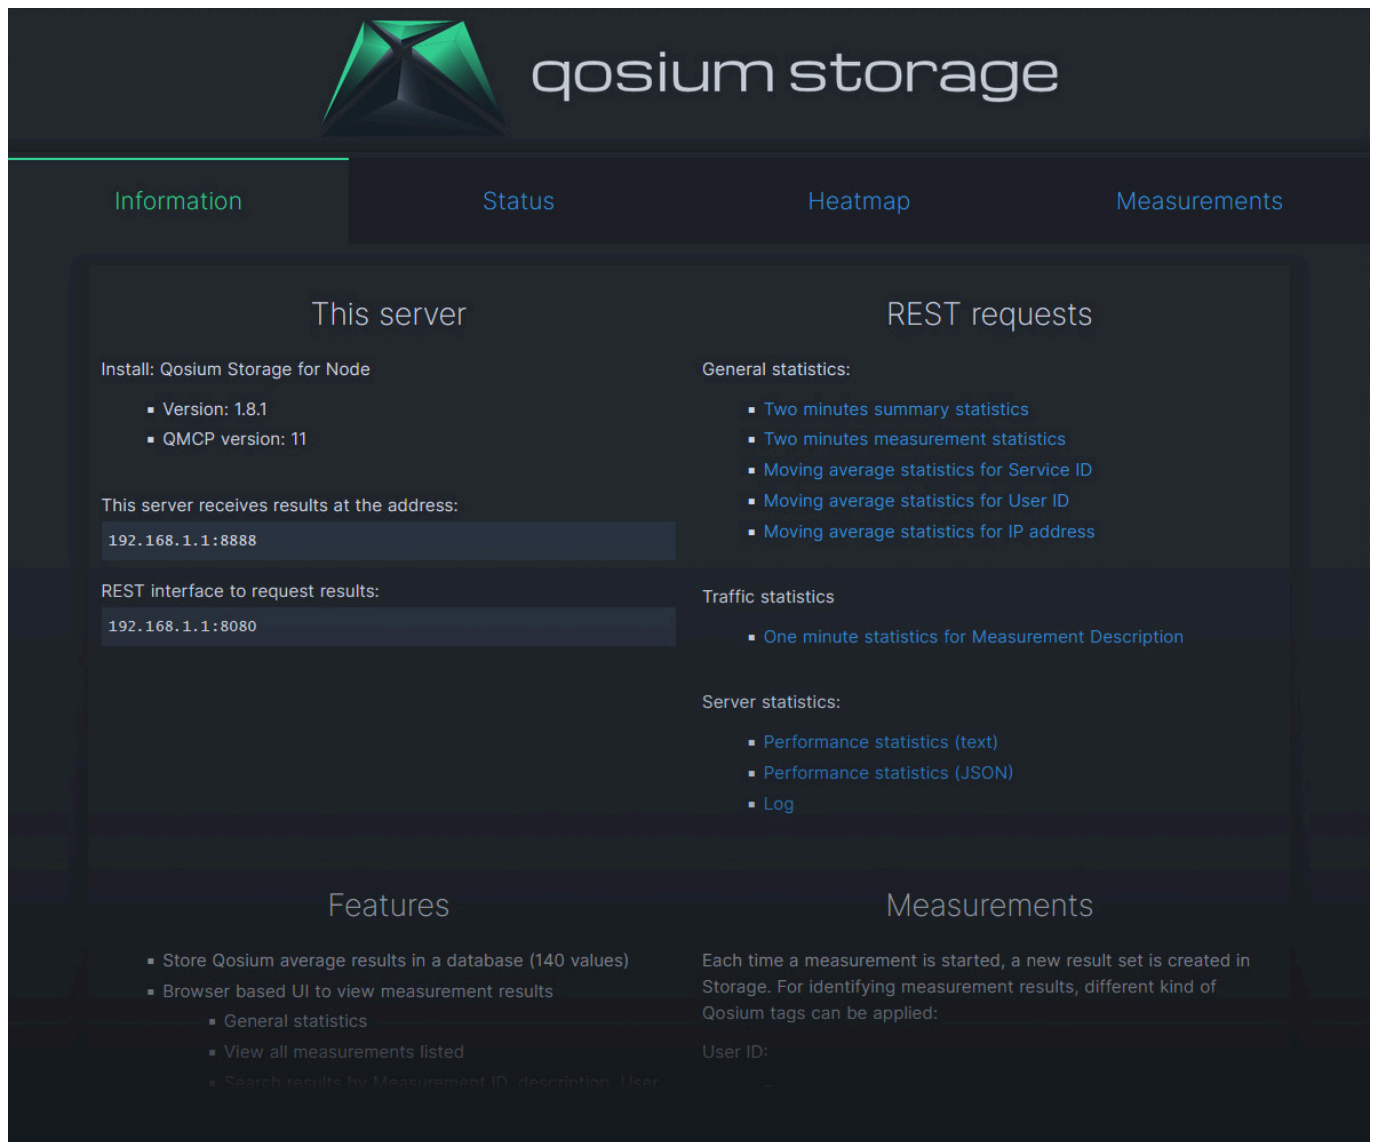 qosium storage
Information
Status
Heatmap
Measurements
This server
Install: Qosium Storage for Node
Version: 1.8.1
QMCP version: 11
This server receives results at the address:
192.168.1.1:8888
REST interface to request results:
192.168.1.1:8080
REST requests
General statistics:
Two minutes summary statistics
Two minutes measurement statistics
Moving average statistics for Service ID
Moving average statistics for User ID
Moving average statistics for IP address
Traffic statistics
One minute statistics for Measurement Description
Server statistics:
Performance statistics (text)
Performance statistics (JSON)
Log
Features
Store Qosium average results in a database (140 values)
Browser based UI to view measurement results
General statistics
View all measurements listed
Search results by Measurement ID, description, User
Measurements
Each time a measurement is started, a new result set is created in
Storage. For identifying measurement results, different kind of
Qosium tags can be applied:
User ID: